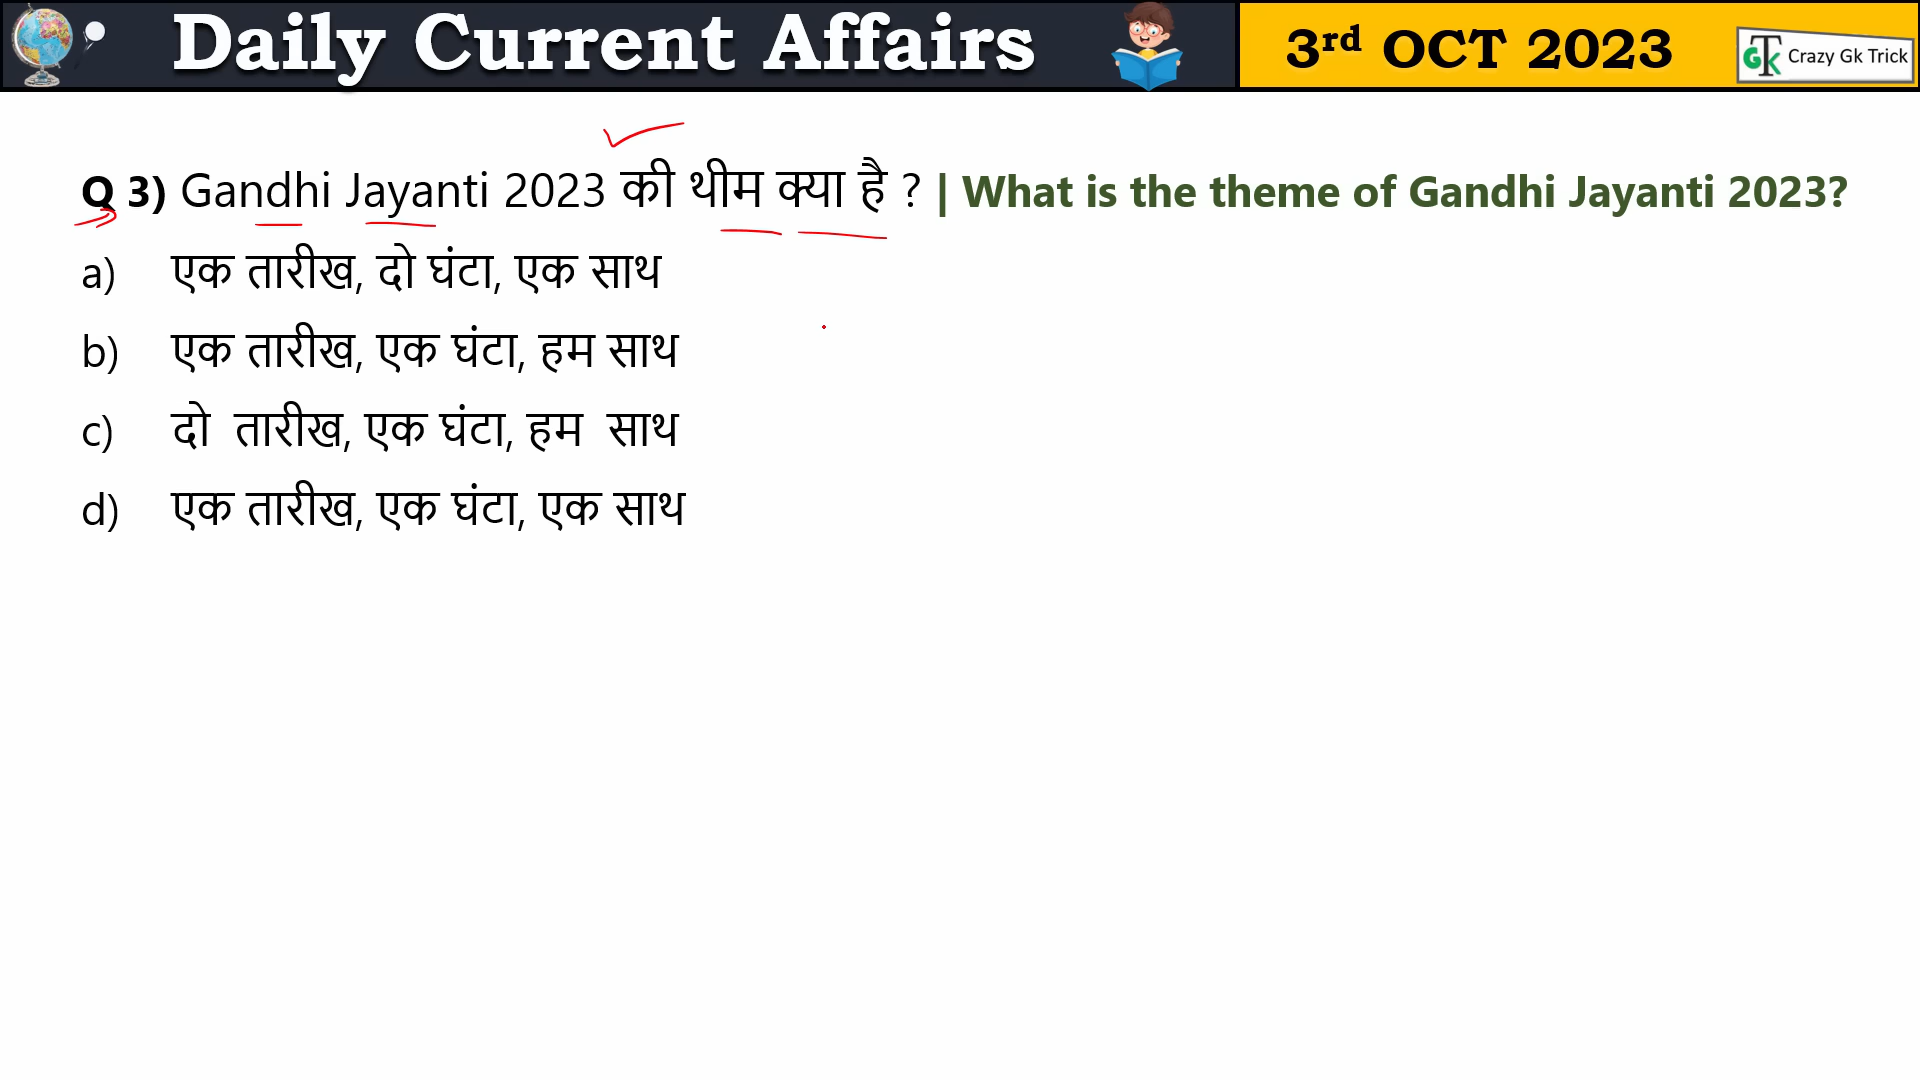 Daily Current Affairs
3rd OCT 2023
GTK Crazy Gk Trick
Q 3) Gandhi Jayanti 2023 की थीम क्या है ? | What is the theme of Gandhi Jayanti 2023?
a) एक तारीख, दो घंटा, एक साथ
b) एक तारीख, एक घंटा, हम साथ
c) दो तारीख, एक घंटा, हम साथ
d) एक तारीख, एक घंटा, एक साथ